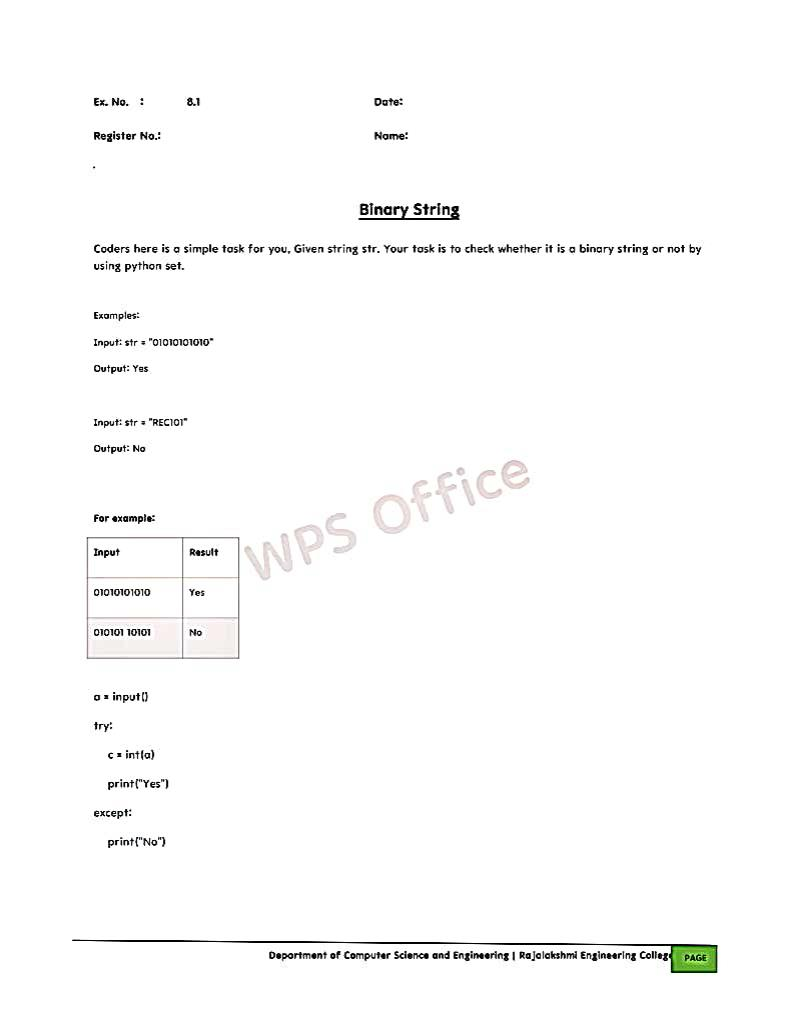 Ex. No. : 8.1 Date:
Register No.: Name:
.
Binary String
Coders here is a simple task for you, Given string str. Your task is to check whether it is a binary string or not by
using python set.
Examples:
Input: str = "01010101010"
Output: Yes
Input: str = "REC101"
Output: No
WPS Office
For example:
Input Result
01010101010 Yes
010101 10101 No
a = input()
try:
c = int(a)
print("Yes")
except:
print("No")
Department of Computer Science and Engineering | Rajalakshmi Engineering College
PAGE